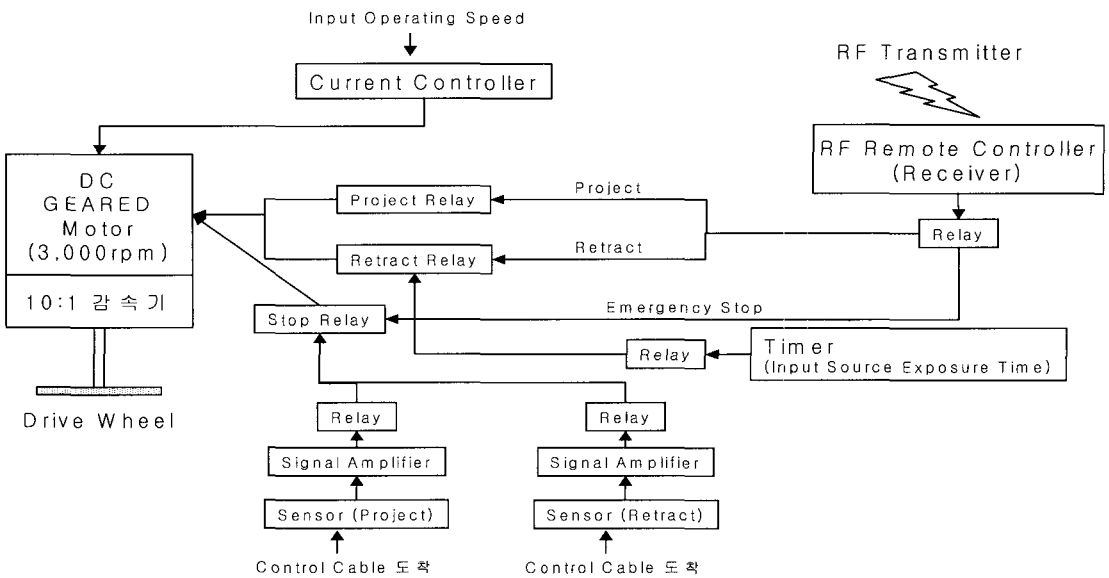 Input Operating Speed
Current Controller
RF Transmitter
RF Remote Controller
(Receiver)
DC
GEARED
Motor
(3,000rpm)
10:1 감속기
Drive Wheel
Project Relay
Project
Retract Relay
Retract
Relay
Stop Relay
Emergency Stop
Relay
Timer
(Input Source Exposure Time)
Relay
Relay
Signal Amplifier
Signal Amplifier
Sensor (Project)
Sensor (Retract)
Control Cable 도착
Control Cable 도착